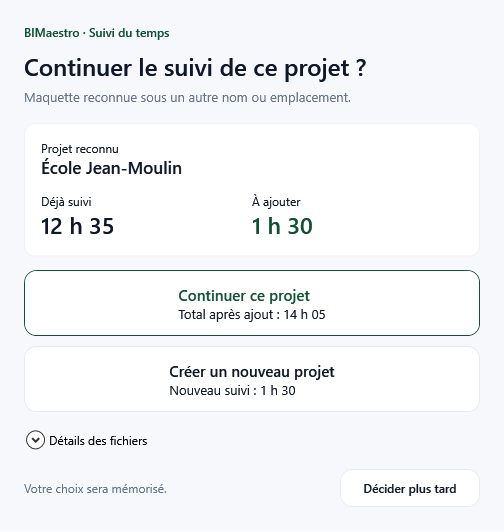 BIMaestro · Suivi du temps
Continuer le suivi de ce projet ?
Maquette reconnue sous un autre nom ou emplacement.
Projet reconnu
École Jean-Moulin
Déjà suivi
À ajouter
12 h 35
1 h 30
Continuer ce projet
Total après ajout : 14 h 05
Créer un nouveau projet
Nouveau suivi : 1 h 30
Détails des fichiers
Votre choix sera mémorisé.
Décider plus tard